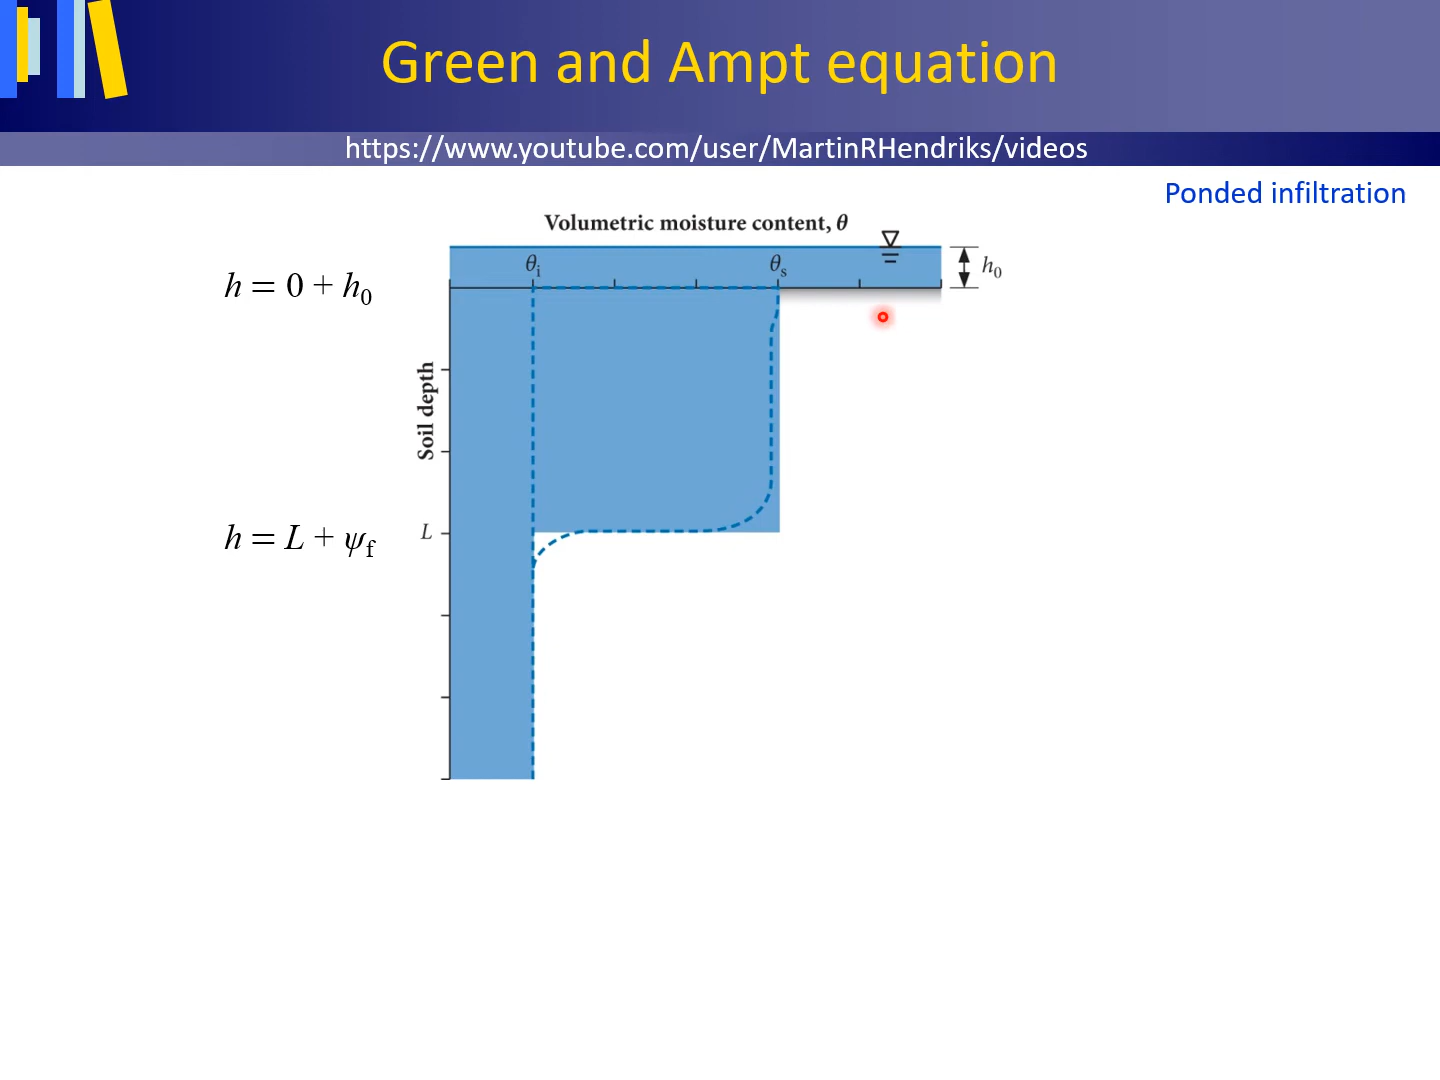 Green and Ampt equation
https://www.youtube.com/user/MartinRHendriks/videos
Ponded infiltration
Volumetric moisture content, θ
θi
θs
h0
h = 0 + h0
Soil depth
h = L + ψf
L